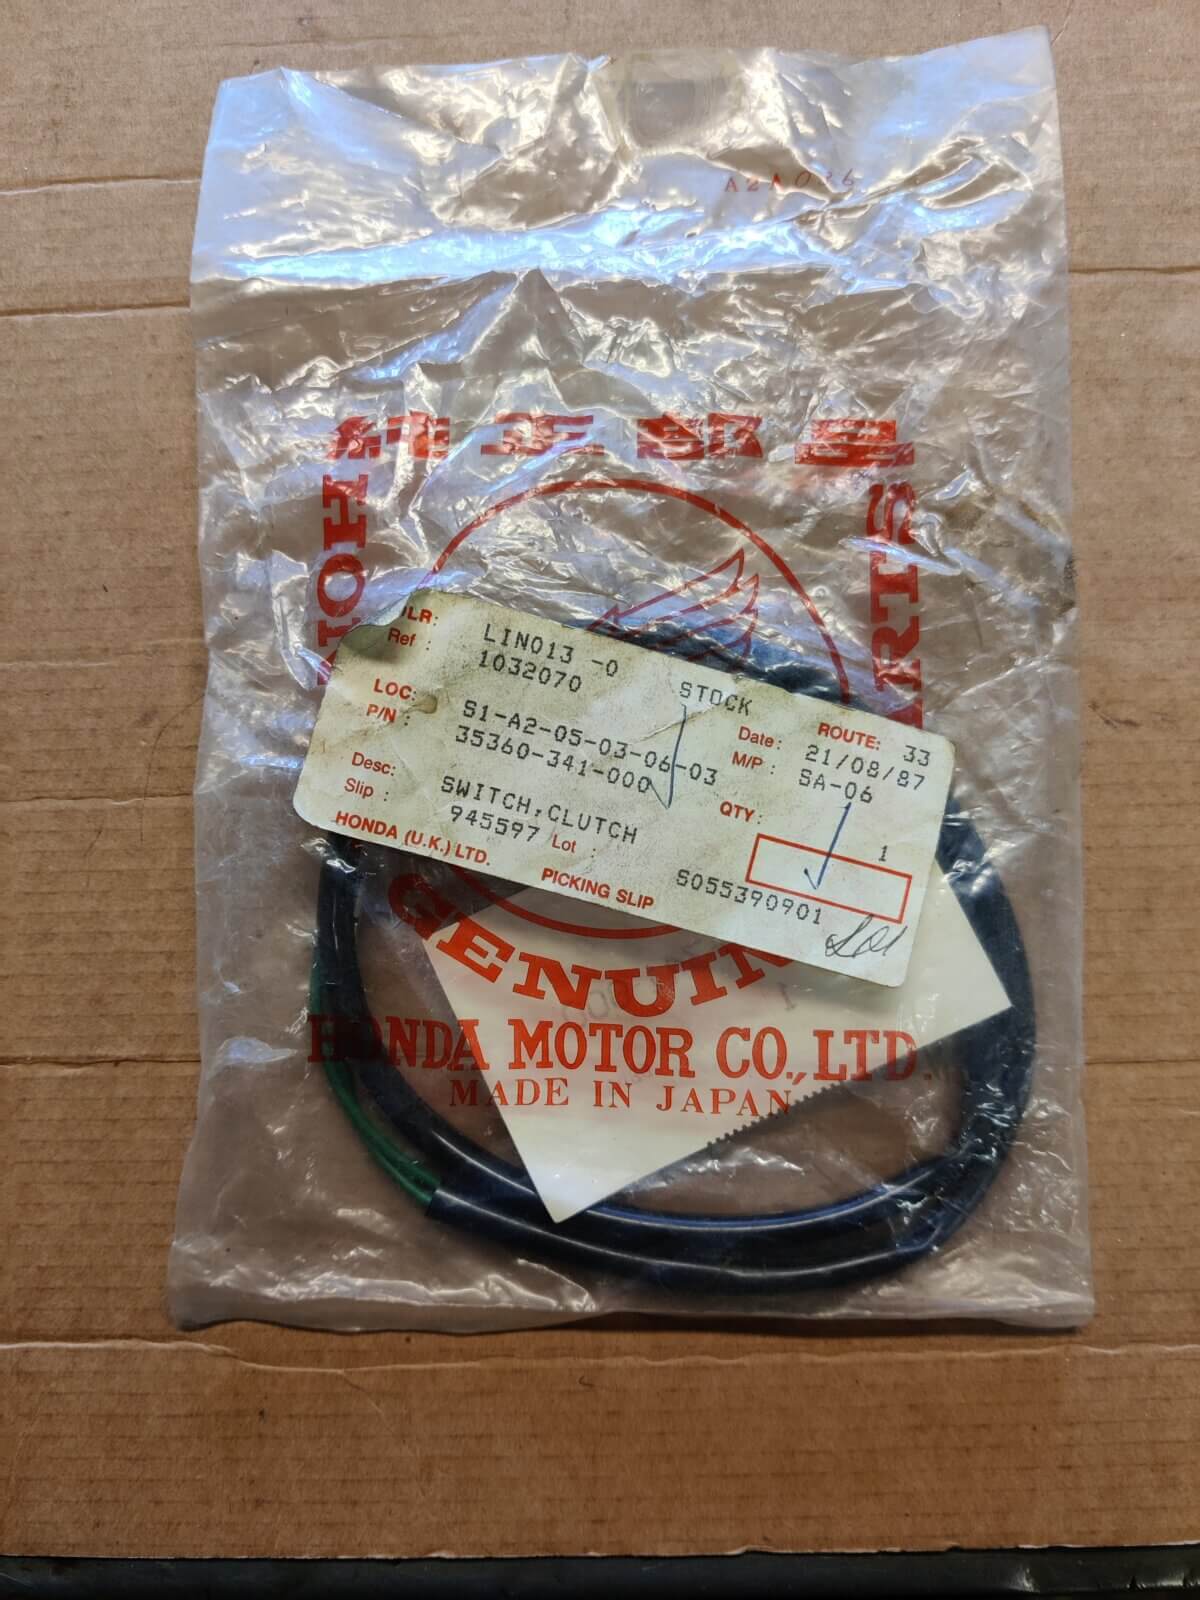 A2A026
純正部品
HONDA
PARTS
DLR: LIN013 -0 STOCK ROUTE: 33
Ref : 1032070 Date: 21/08/87
LOC: S1-A2-05-03-06-03 M/P : SA-06
P/N : 35360-341-000 QTY: 1
Desc: SWITCH,CLUTCH
Slip : 945597 Lot : S055390901
HONDA (U.K.) LTD. PICKING SLIP
GENUINE
HONDA MOTOR CO.,LTD.
MADE IN JAPAN